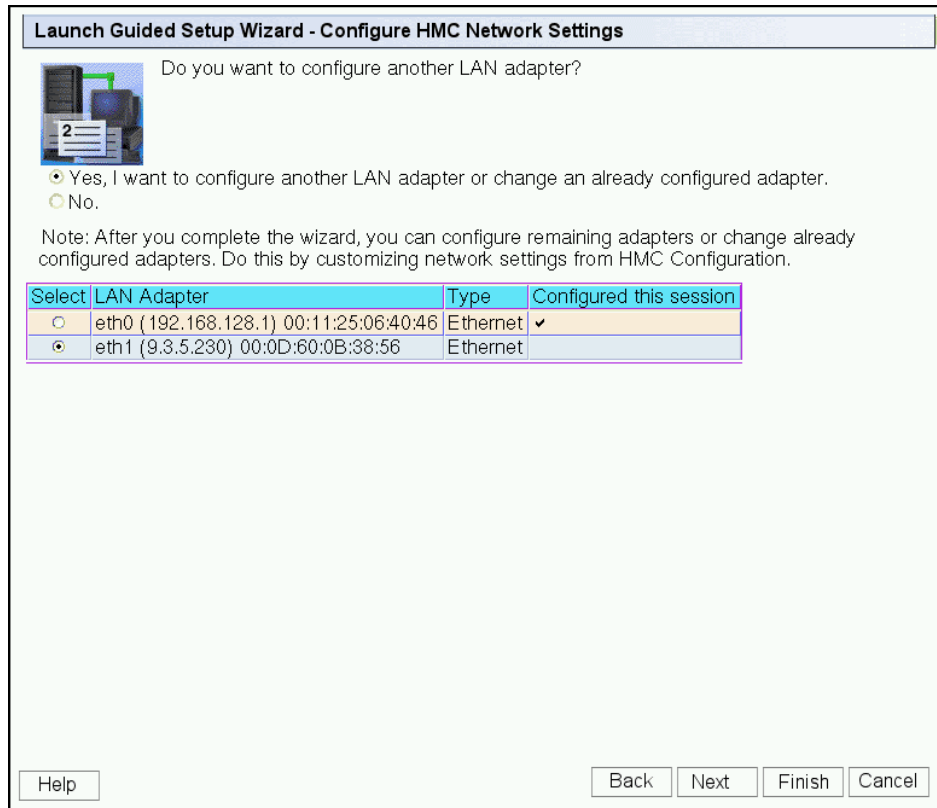 Launch Guided Setup Wizard - Configure HMC Network Settings
Do you want to configure another LAN adapter?
2
Yes, I want to configure another LAN adapter or change an already configured adapter.
No.
Note: After you complete the wizard, you can configure remaining adapters or change already
configured adapters. Do this by customizing network settings from HMC Configuration.
Select LAN Adapter Type Configured this session
eth0 (192.168.128.1) 00:11:25:06:40:46 Ethernet ✔
eth1 (9.3.5.230) 00:0D:60:0B:38:56 Ethernet
Help Back Next Finish Cancel